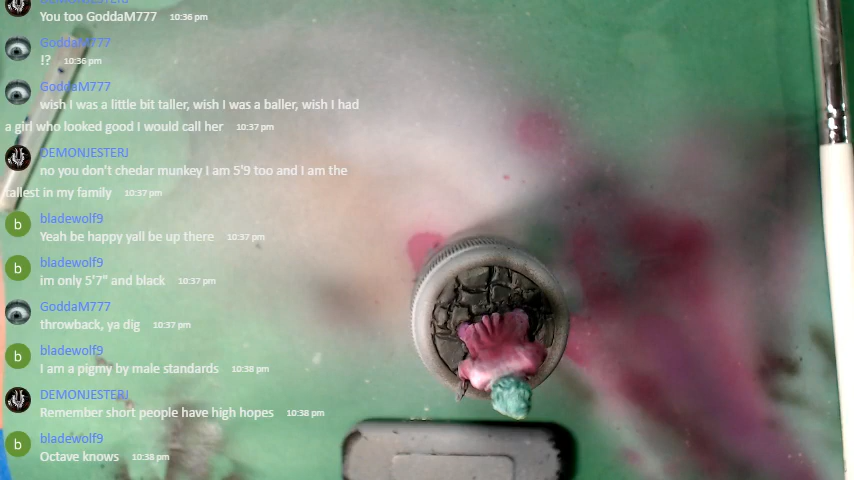 You too GoddaM777 10:36 pm
GoddaM777
!? 10:36 pm
GoddaM777
wish I was a little bit taller, wish I was a baller, wish I had
a girl who looked good I would call her 10:37 pm
DEMONJESTERJ
no you don't chedar munkey I am 5'9 too and I am the
tallest in my family 10:37 pm
b bladewolf9
Yeah be happy yall be up there 10:37 pm
b bladewolf9
im only 5'7" and black 10:37 pm
GoddaM777
throwback, ya dig 10:37 pm
b bladewolf9
I am a pigmy by male standards 10:38 pm
DEMONJESTERJ
Remember short people have high hopes 10:38 pm
b bladewolf9
Octave knows 10:38 pm